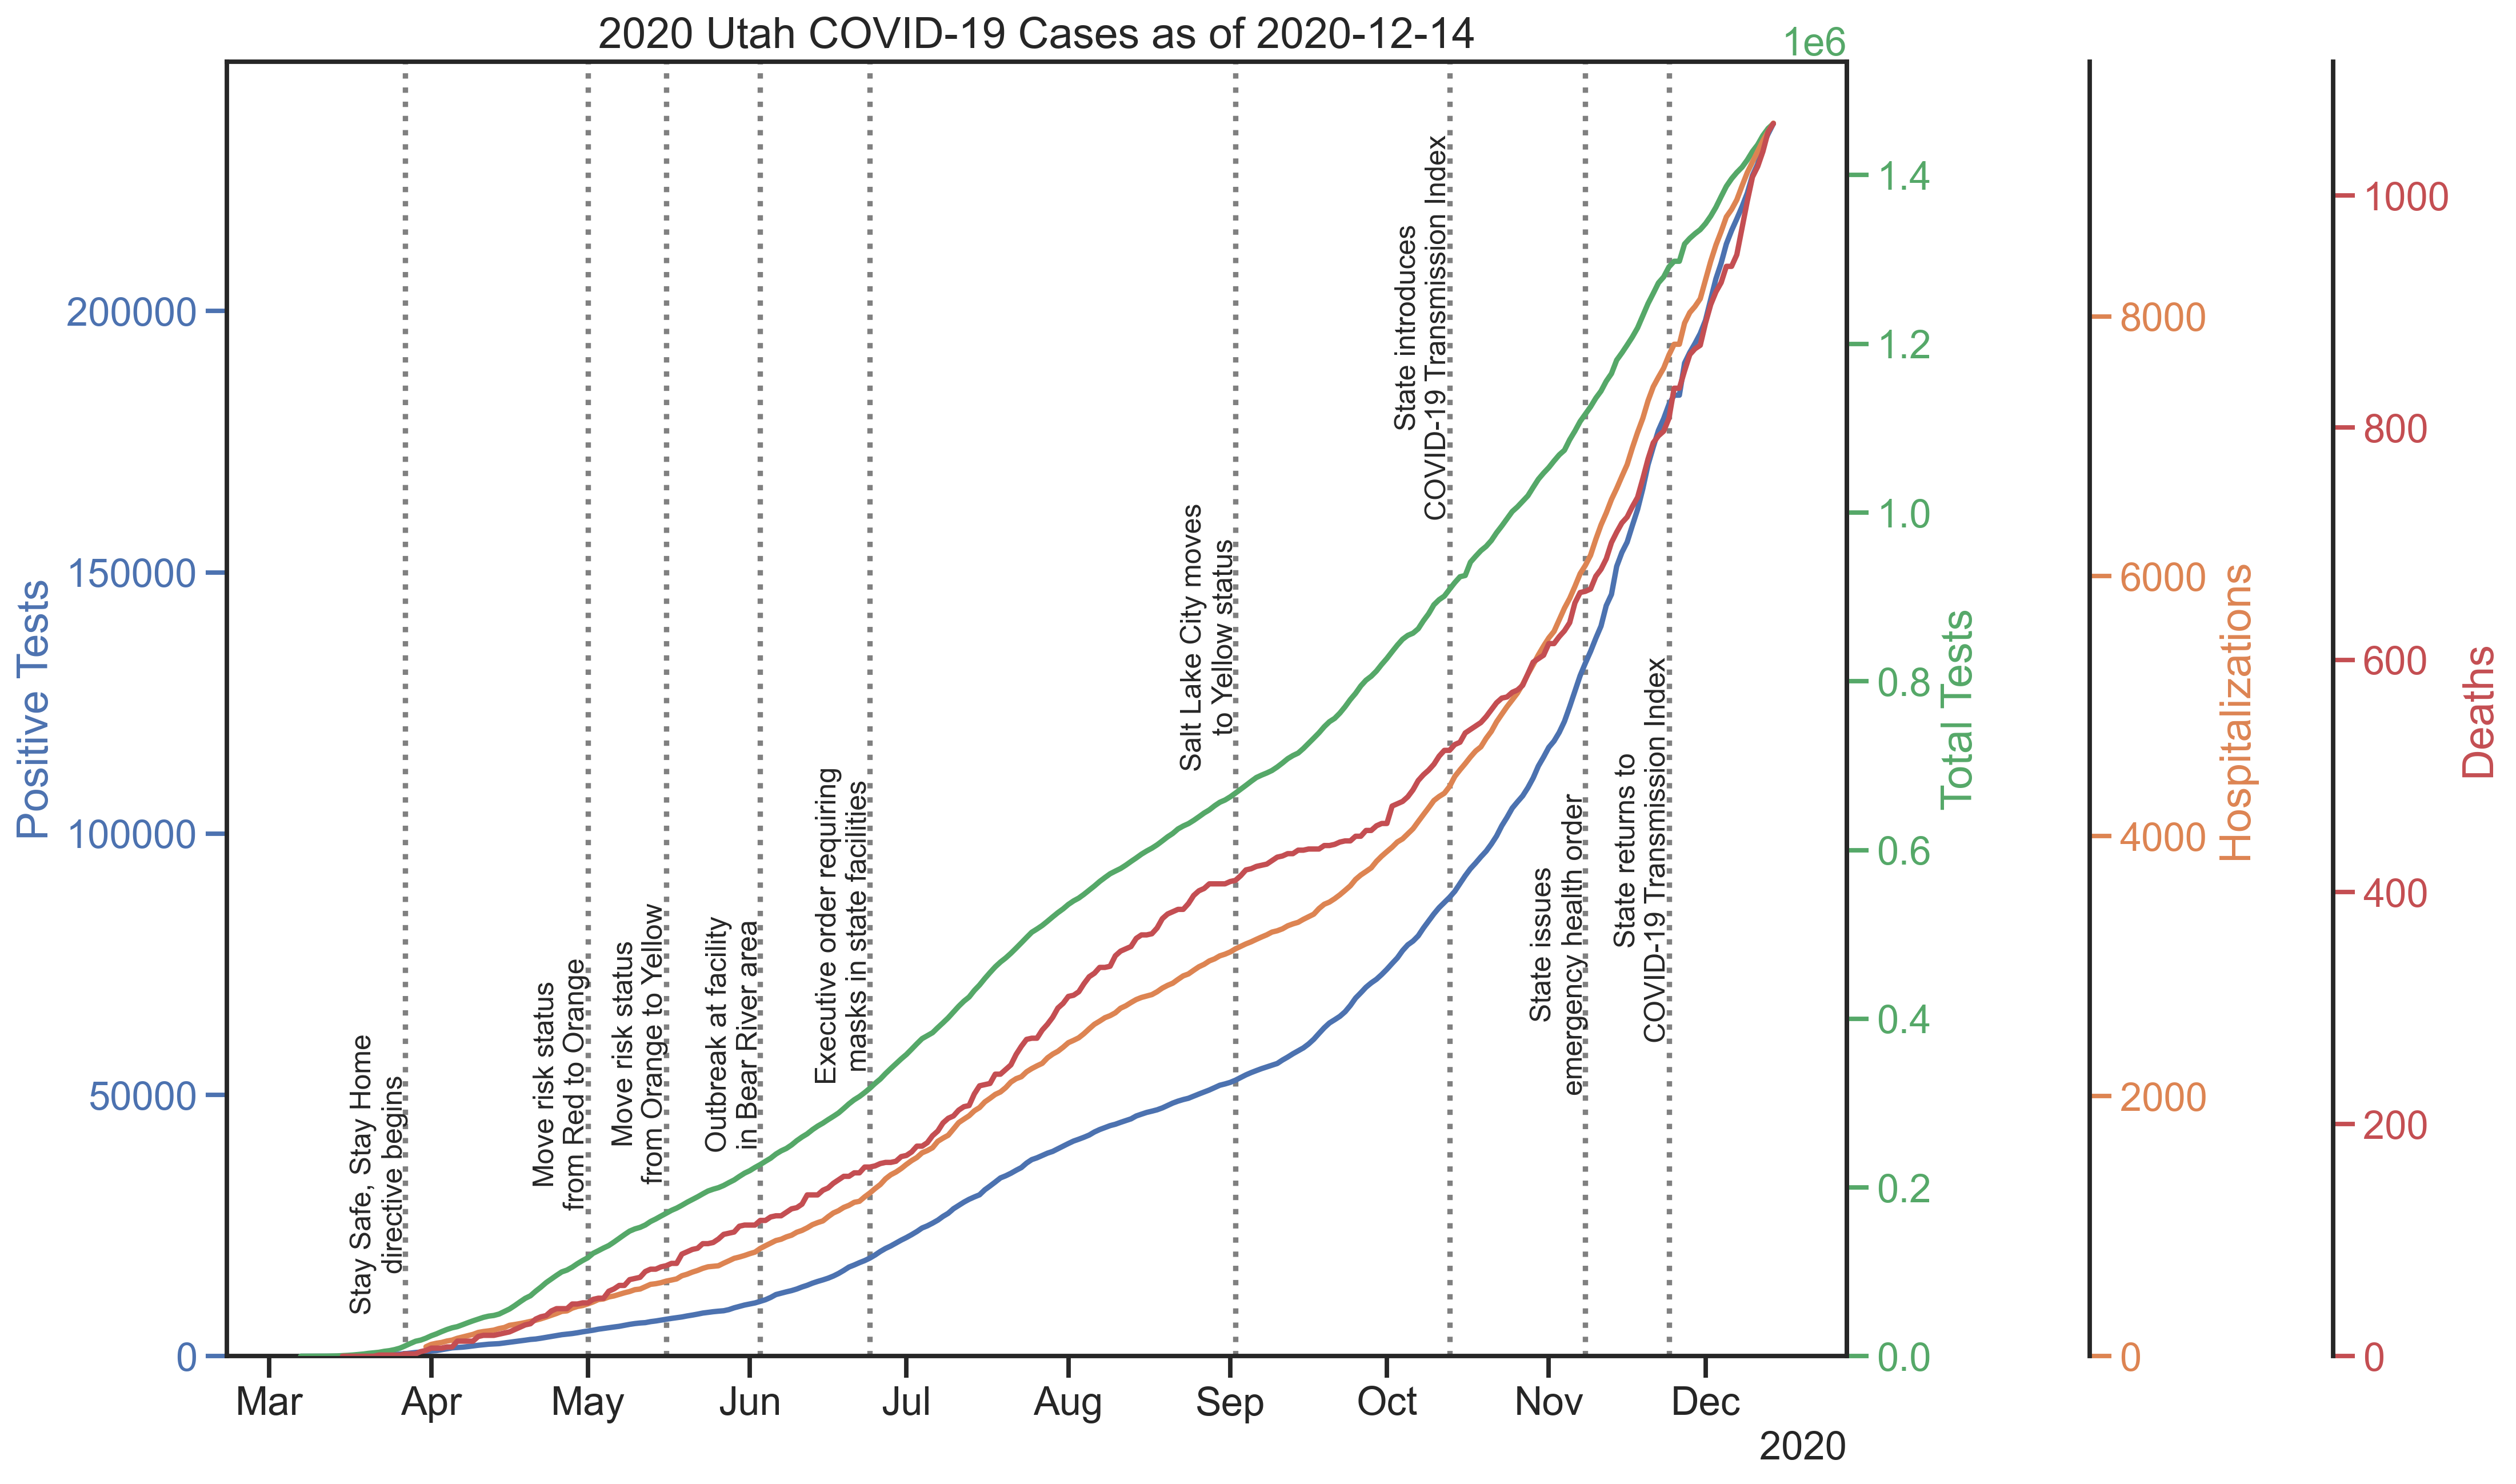 2020 Utah COVID-19 Cases as of 2020-12-14
1e6
Positive Tests
200000
150000
100000
50000
0
Stay Safe, Stay Home
directive begins
Move risk status
from Red to Orange
Move risk status
from Orange to Yellow
Outbreak at facility
in Bear River area
Executive order requiring
masks in state facilities
Salt Lake City moves
to Yellow status
State introduces
COVID-19 Transmission Index
State issues
emergency health order
State returns to
COVID-19 Transmission Index
1.4
1.2
1.0
0.8
0.6
0.4
0.2
0.0
Total Tests
8000
6000
4000
2000
0
Hospitalizations
1000
800
600
400
200
0
Deaths
Mar
Apr
May
Jun
Jul
Aug
Sep
Oct
Nov
Dec
2020